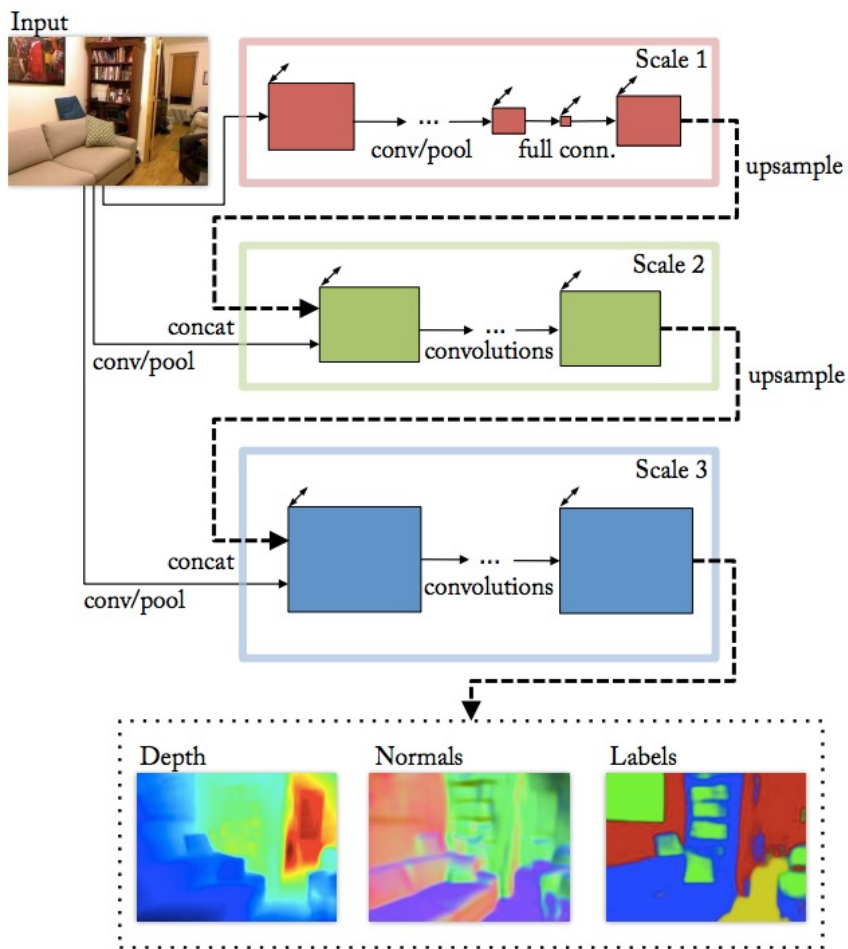 Input
Scale 1
...
conv/pool
full conn.
upsample
Scale 2
concat
conv/pool
...
convolutions
upsample
Scale 3
concat
conv/pool
...
convolutions
Depth
Normals
Labels